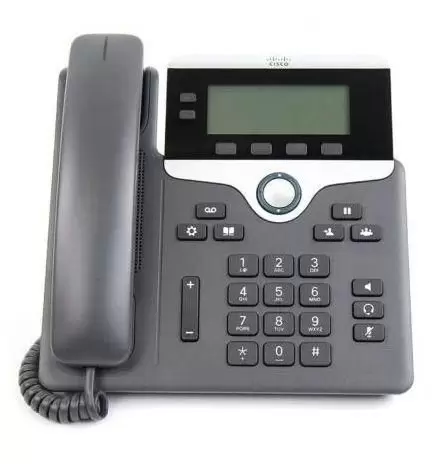 CISCO
+
-
1
2 ABC
3 DEF
4 GHI
5 JKL
6 MNO
7 PQRS
8 TUV
9 WXYZ
*
0
#